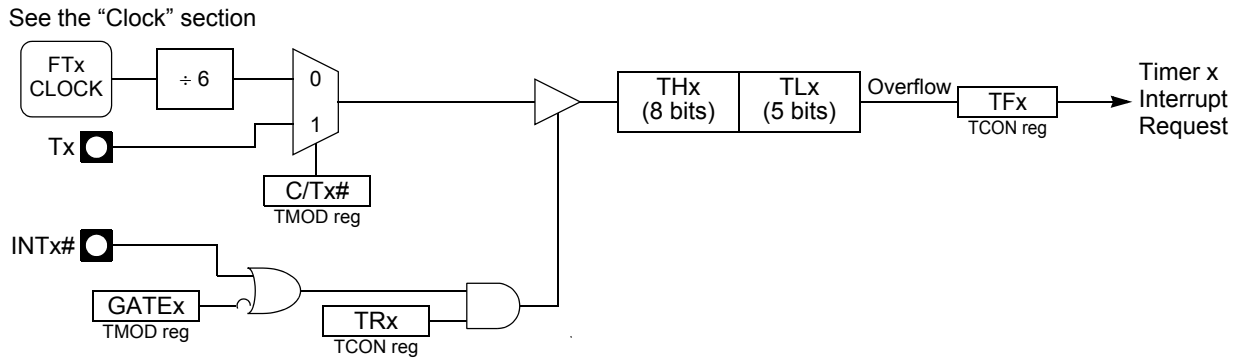 See the “Clock” section
FTx
CLOCK
÷ 6
0
1
Tx
C/Tx#
TMOD reg
THx
(8 bits)
TLx
(5 bits)
Overflow
TFx
TCON reg
Timer x
Interrupt
Request
INTx#
GATEx
TMOD reg
TRx
TCON reg